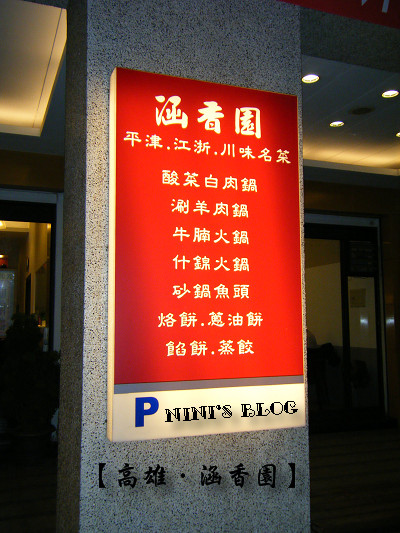 涵香園
平津.江浙.川味名菜
酸菜白肉鍋
涮羊肉鍋
牛腩火鍋
什錦火鍋
砂鍋魚頭
烙餅.蔥油餅
餡餅.蒸餃
P NINI'S BLOG
【高雄·涵香園】